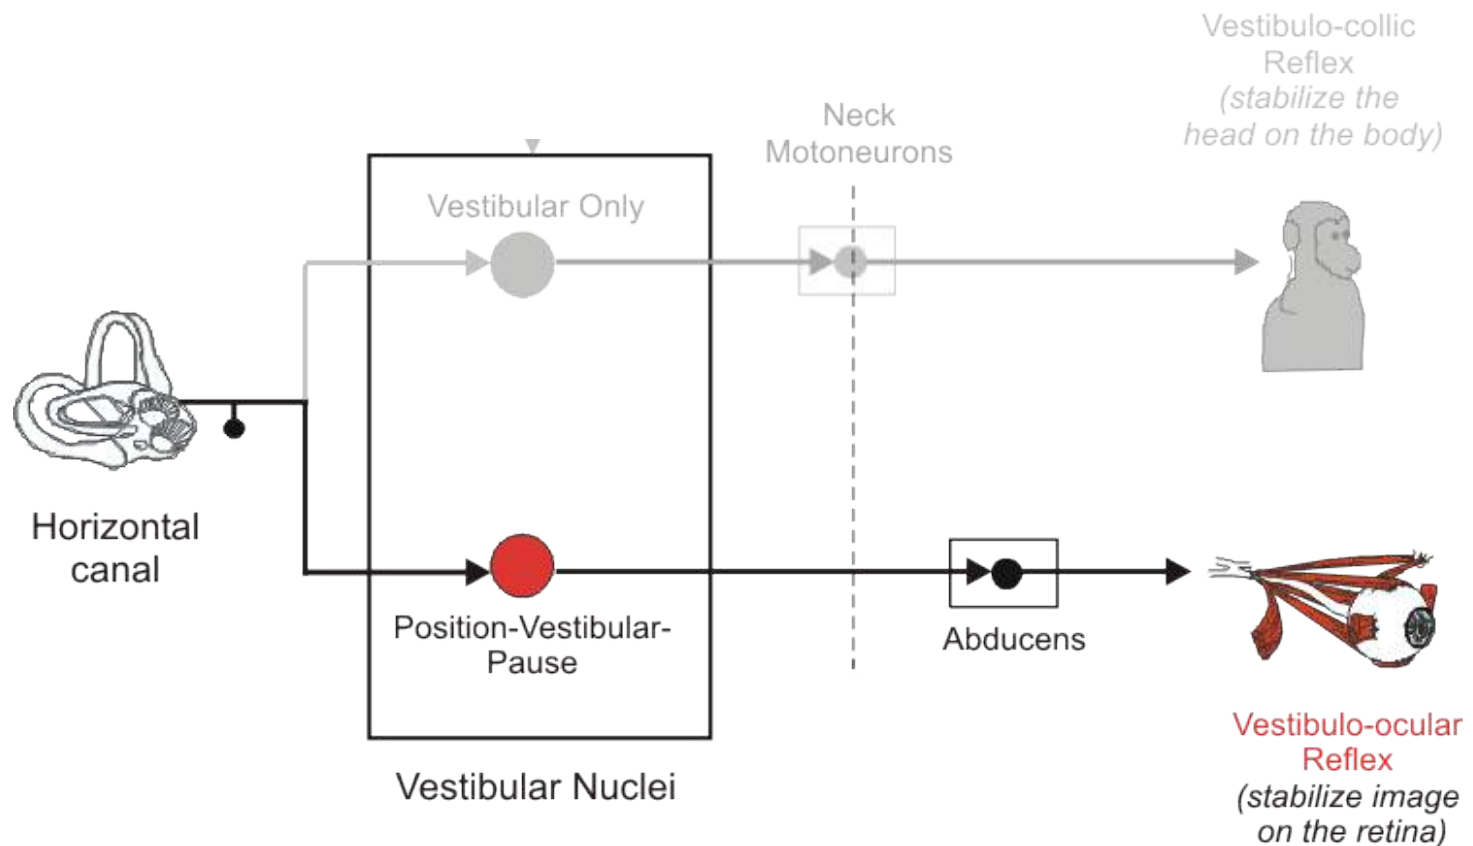 Vestibulo-collic
Reflex
(stabilize the
head on the body)
Neck
Motoneurons
Vestibular Only
Horizontal
canal
Position-Vestibular-
Pause
Abducens
Vestibular Nuclei
Vestibulo-ocular
Reflex
(stabilize image
on the retina)